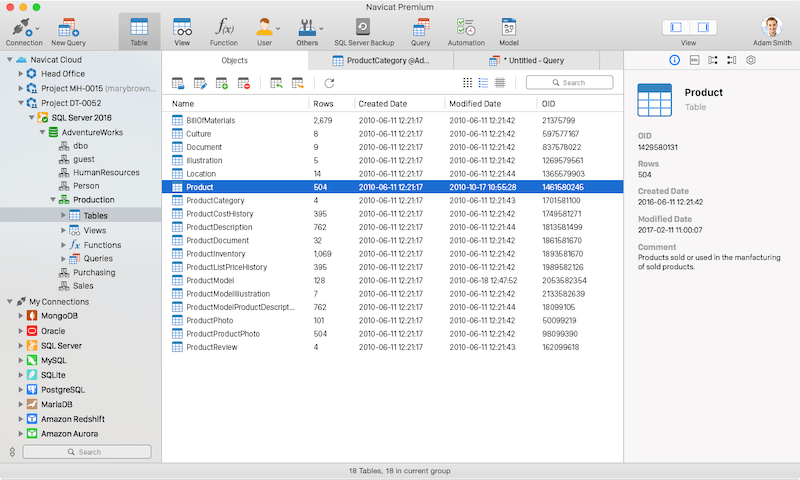 Navicat Premium
Connection
New Query
Table
View
Function
User
Others
SQL Server Backup
Query
Automation
Model
View
Adam Smith
Objects
ProductCategory @Ad...
* Untitled - Query
Search
Navicat Cloud
Head Office
Project MH-0015 (marybrown...
Project DT-0052
SQL Server 2016
AdventureWorks
dbo
guest
HumanResources
Person
Production
Tables
Views
Functions
Queries
Purchasing
Sales
My Connections
MongoDB
Oracle
SQL Server
MySQL
SQLite
PostgreSQL
MariaDB
Amazon Redshift
Amazon Aurora
Search
Name Rows Created Date Modified Date OID
BillOfMaterials 2,679 2010-06-11 12:21:17 2010-06-11 12:21:42 21375799
Culture 8 2010-06-11 12:21:17 2010-06-11 12:21:42 597577167
Document 9 2010-06-11 12:21:17 2010-06-11 12:21:42 837578022
Illustration 5 2010-06-11 12:21:17 2010-06-11 12:21:42 1269579561
Location 14 2010-06-11 12:21:17 2010-06-11 12:21:44 1365579903
Product 504 2010-06-11 12:21:17 2010-10-17 10:55:28 1461580245
ProductCategory 4 2010-06-11 12:21:17 2010-06-11 12:21:43 1701581100
ProductCostHistory 395 2010-06-11 12:21:17 2010-06-11 12:21:42 1749581271
ProductDescription 762 2010-06-11 12:21:17 2010-06-11 12:21:44 1813581499
ProductDocument 32 2010-06-11 12:21:17 2010-06-11 12:21:42 1861581670
ProductInventory 1,069 2010-06-11 12:21:17 2010-06-11 12:21:42 1893581670
ProductListPriceHistory 395 2010-06-11 12:21:17 2010-06-11 12:21:42 1989582126
ProductModel 128 2010-06-11 12:21:17 2010-06-18 12:47:52 2053582354
ProductModelIllustration 7 2010-06-11 12:21:17 2010-06-11 12:21:42 2133582639
ProductModelProductDescript... 762 2010-06-11 12:21:17 2010-06-11 12:21:44 18099105
ProductPhoto 101 2010-06-11 12:21:17 2010-06-11 12:21:42 50099219
ProductProductPhoto 504 2010-06-11 12:21:17 2010-06-11 12:21:42 98099390
ProductReview 4 2010-06-11 12:21:17 2010-06-11 12:21:43 162099618
Product
Table
OID
1429580131
Rows
504
Created Date
2016-06-11 12:21:42
Modified Date
2017-02-11 11:00:07
Comment
Products sold or used in the manfacturing
of sold products.
18 Tables, 18 in current group